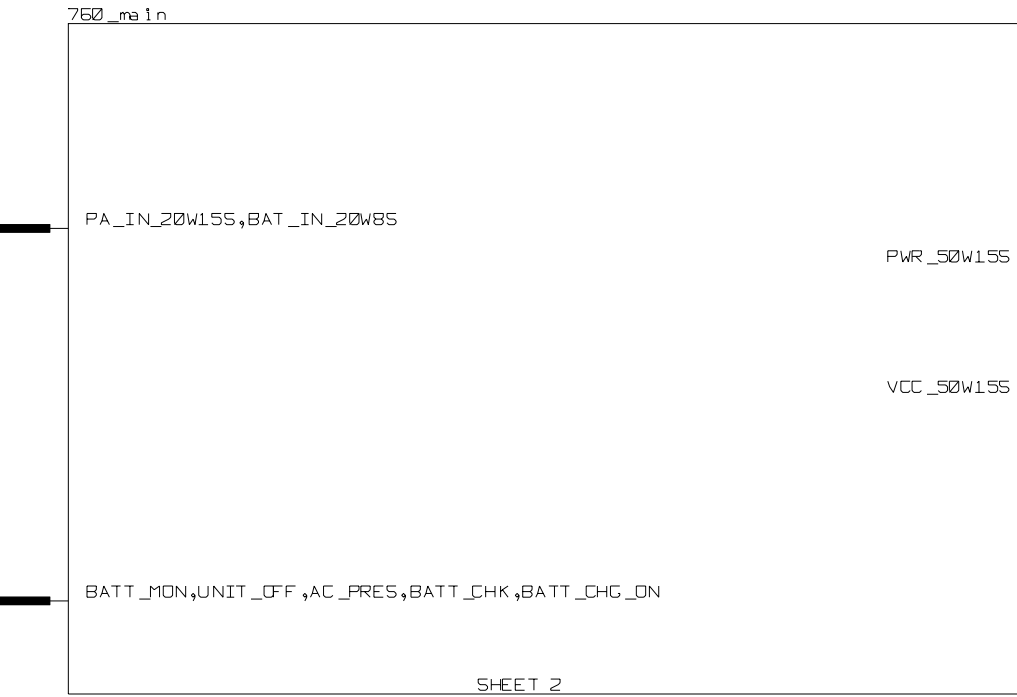 760_main
PA_IN_20W15S,BAT_IN_20W8S
PWR_50W15S
VCC_50W15S
BATT_MON,UNIT_OFF,AC_PRES,BATT_CHK,BATT_CHG_ON
SHEET 2